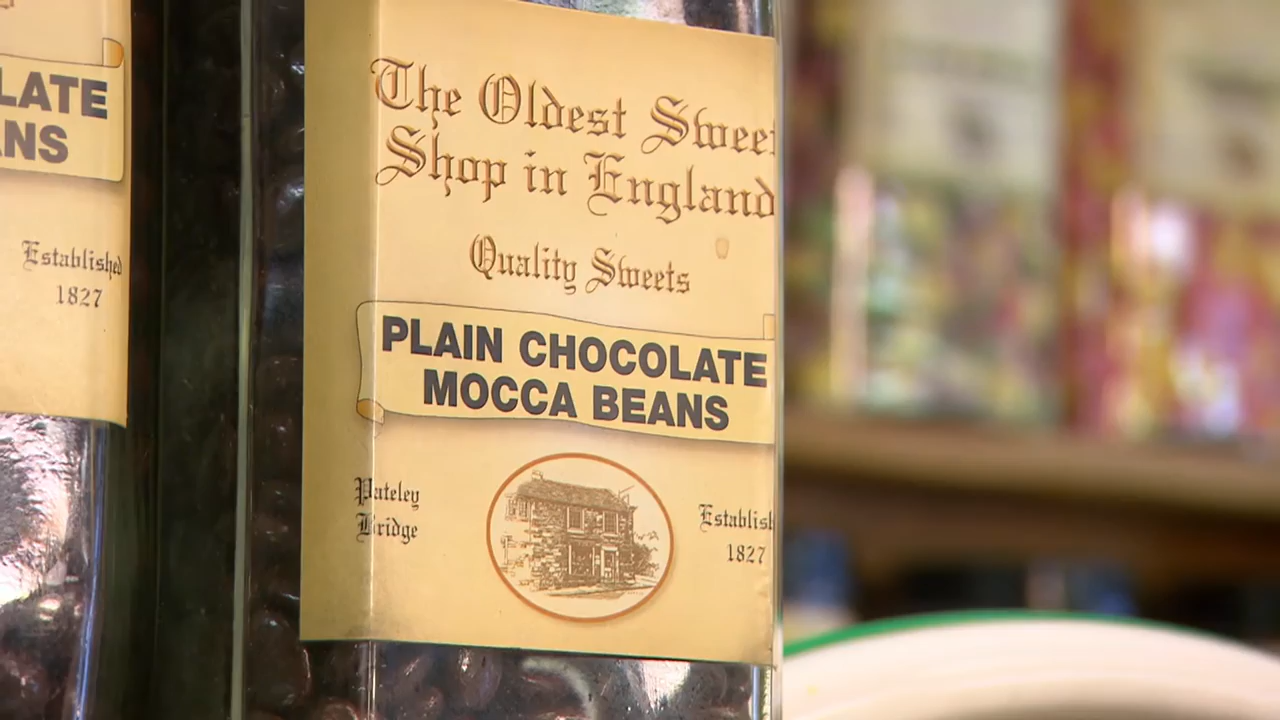 LATE
ANS
Established
1827
The Oldest Sweet
Shop in England
Quality Sweets
PLAIN CHOCOLATE
MOCCA BEANS
Pateley
Bridge
Establish
1827